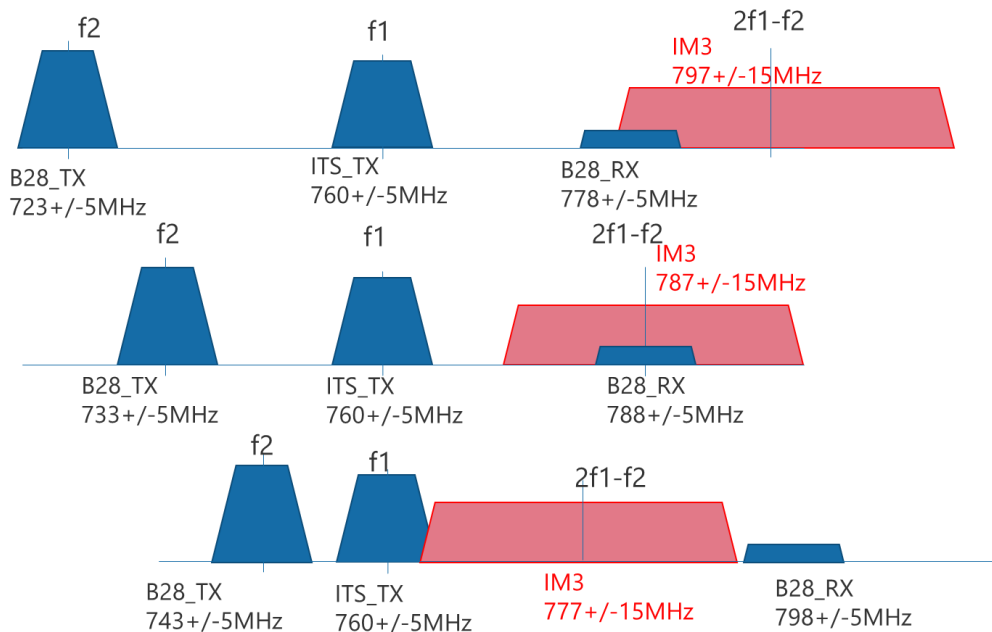 f2
f1
2f1-f2
IM3
797+/-15MHz
B28_TX
723+/-5MHz
ITS_TX
760+/-5MHz
B28_RX
778+/-5MHz
f2
f1
2f1-f2
IM3
787+/-15MHz
B28_TX
733+/-5MHz
ITS_TX
760+/-5MHz
B28_RX
788+/-5MHz
f2
f1
2f1-f2
B28_TX
743+/-5MHz
ITS_TX
760+/-5MHz
IM3
777+/-15MHz
B28_RX
798+/-5MHz